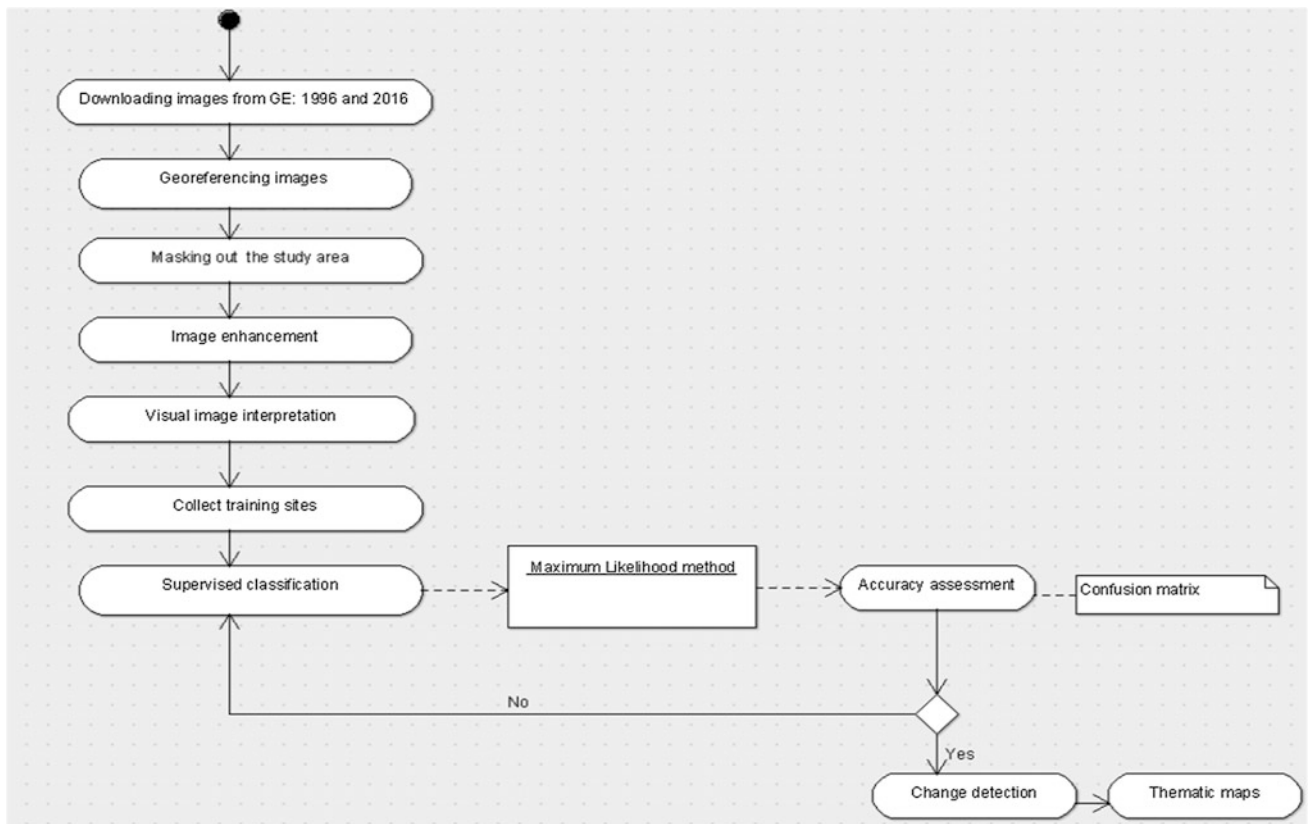 Downloading images from GE: 1996 and 2016
Georeferencing images
Masking out the study area
Image enhancement
Visual image interpretation
Collect training sites
Supervised classification
Maximum Likelihood method
Accuracy assessment
Confusion matrix
No
Yes
Change detection
Thematic maps